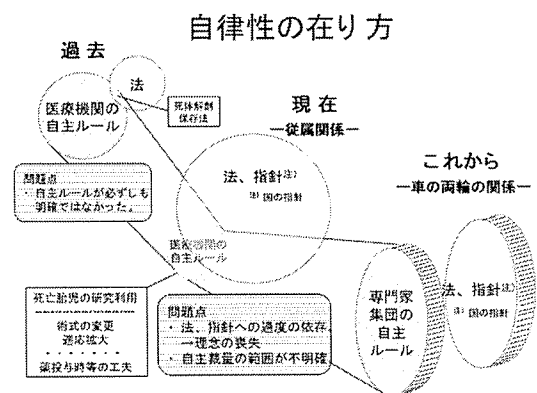 自律性の在り方
過去
法
医療機関の
自主ルール
死体解剖
保存法
問題点
・自主ルールが必ずしも
明確ではなかった。
現在
―従属関係―
法、指針注)
注) 国の指針
医療機関の
自主ルール
これから
―車の両輪の関係―
専門家
集団の自主
ルール
法、指針注)
注) 国の指針
死亡胎児の研究利用
術式の変更
適応拡大
薬投与時等の工夫
問題点
・法、指針への過度の依存
→理念の喪失
・自主裁量の範囲が不明確